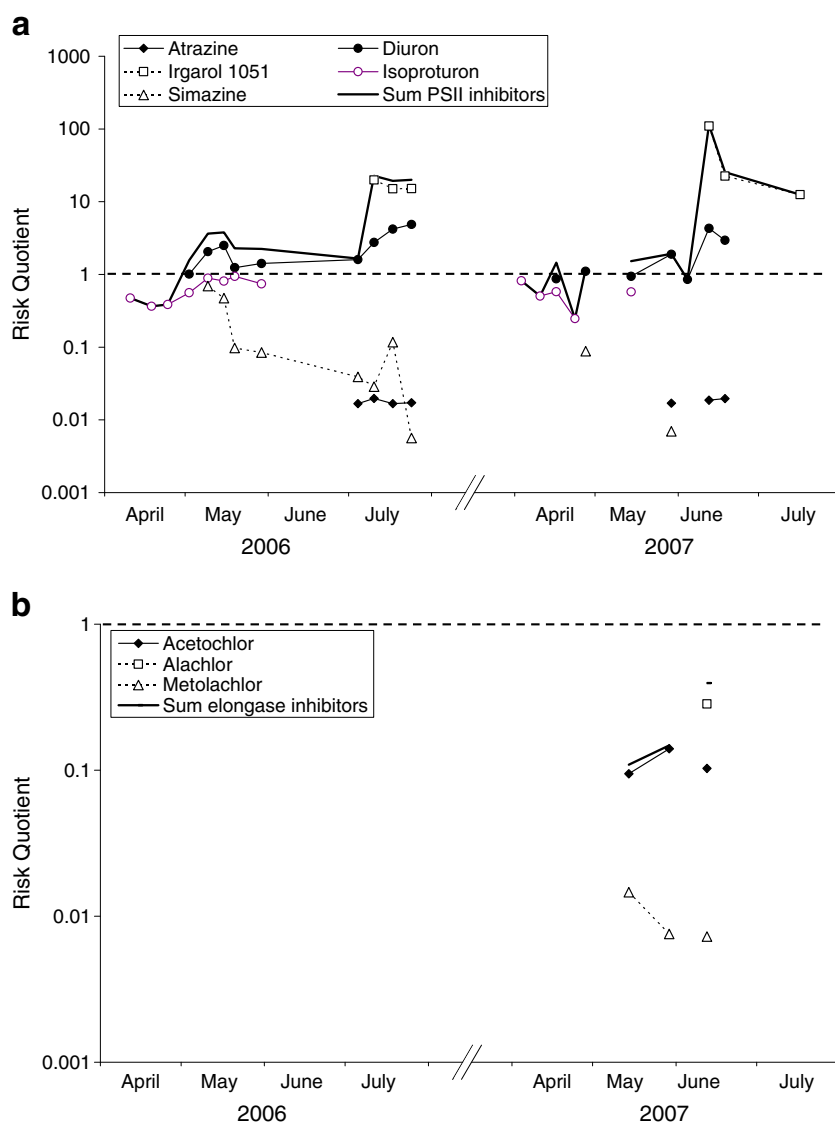 a
Atrazine
Diuron
Irgarol 1051
Isoproturon
Simazine
Sum PSII inhibitors
1000
100
10
1
0.1
0.01
0.001
Risk Quotient
April May June July April May June July
2006 2007
b
Acetochlor
Alachlor
Metolachlor
Sum elongase inhibitors
1
0.1
0.01
0.001
Risk Quotient
April May June July April May June July
2006 2007